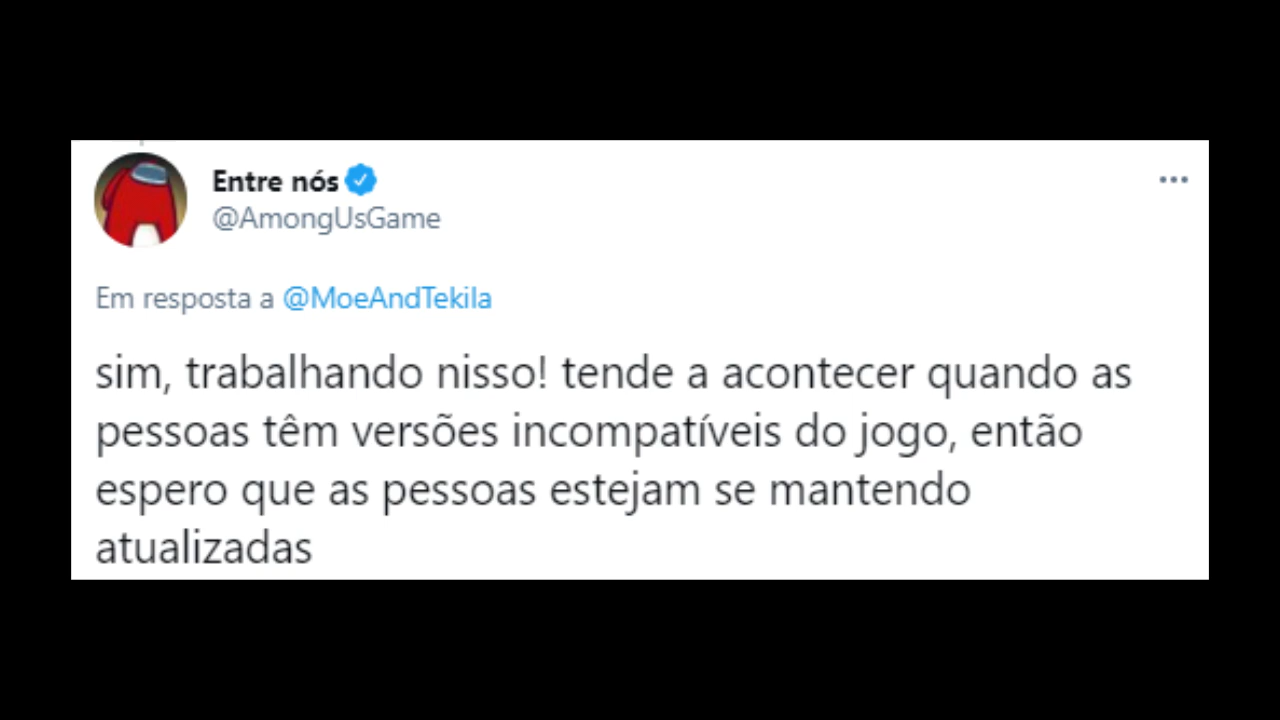 Entre nós
@AmongUsGame
Em resposta a @MoeAndTekila
sim, trabalhando nisso! tende a acontecer quando as
pessoas têm versões incompatíveis do jogo, então
espero que as pessoas estejam se mantendo
atualizadas